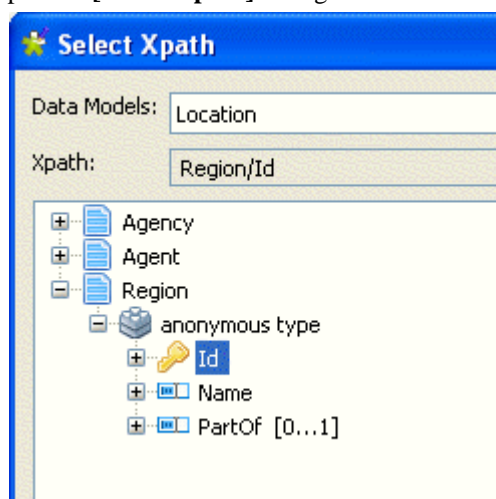 Select Xpath
Data Models: Location
Xpath: Region/Id
Agency
Agent
Region
anonymous type
Id
Name
PartOf [0...1]